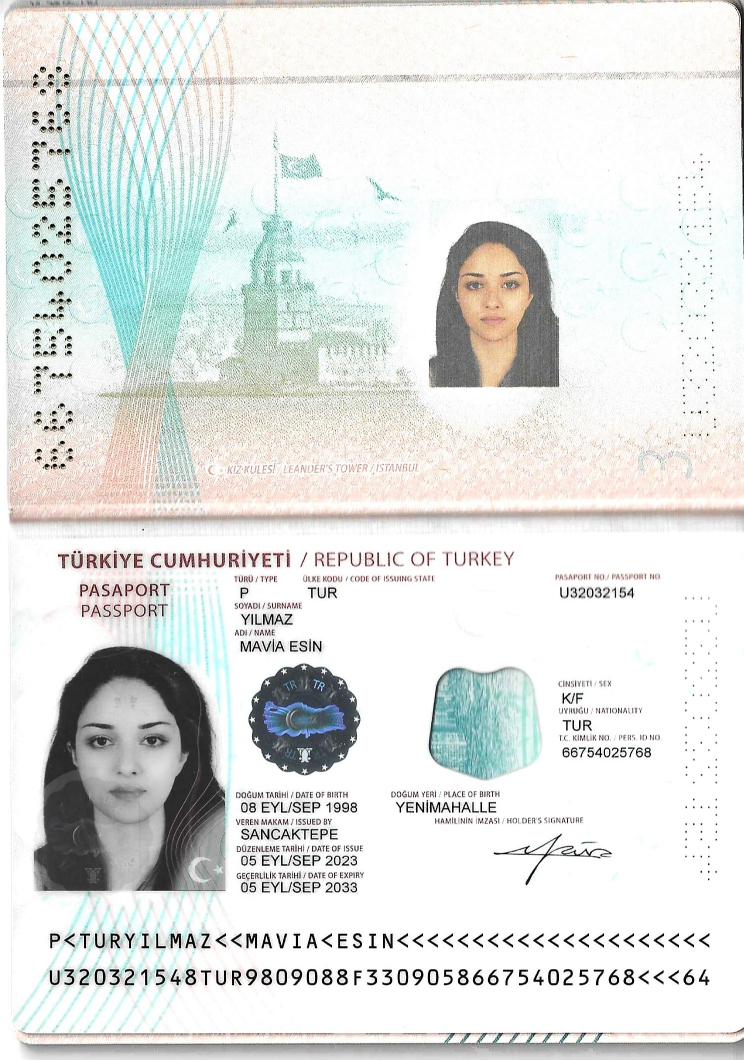 KIZ KULESİ LEANDER'S TOWER / ISTANBUL
TÜRKİYE CUMHURİYETİ / REPUBLIC OF TURKEY
PASAPORT
PASSPORT
TÜRÜ / TYPE
P
ÜLKE KODU / CODE OF ISSUING STATE
TUR
PASAPORT NO./ PASSPORT NO
U32032154
SOYADI / SURNAME
YILMAZ
ADI / NAME
MAVİA ESİN
TR TR
TR
CİNSİYETİ / SEX
K/F
UYRUĞU / NATIONALITY
TUR
T.C. KİMLİK NO. / PERS. ID NO
66754025768
DOĞUM TARİHİ / DATE OF BIRTH
08 EYL/SEP 1998
DOĞUM YERİ / PLACE OF BIRTH
YENİMAHALLE
VEREN MAKAM / ISSUED BY
SANCAKTEPE
HAMİLİNİN İMZASI / HOLDER'S SIGNATURE
DÜZENLEME TARİHİ / DATE OF ISSUE
05 EYL/SEP 2023
GEÇERLİLİK TARİHİ / DATE OF EXPIRY
05 EYL/SEP 2033
P<TURYILMAZ<<MAVIA<ESIN<<<<<<<<<<<<<<<<<<<<<
U320321548TUR9809088F330905866754025768<<<64